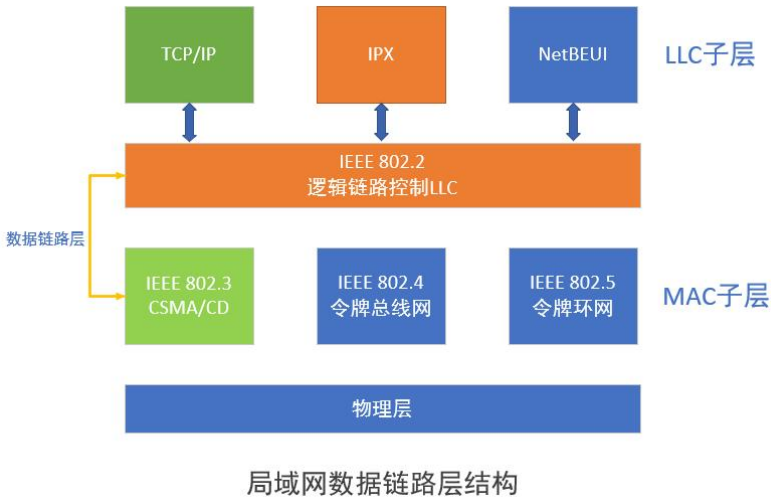 TCP/IP
IPX
NetBEUI
LLC子层
IEEE 802.2
逻辑链路控制LLC
数据链路层
IEEE 802.3
CSMA/CD
IEEE 802.4
令牌总线网
IEEE 802.5
令牌环网
MAC子层
物理层
局域网数据链路层结构